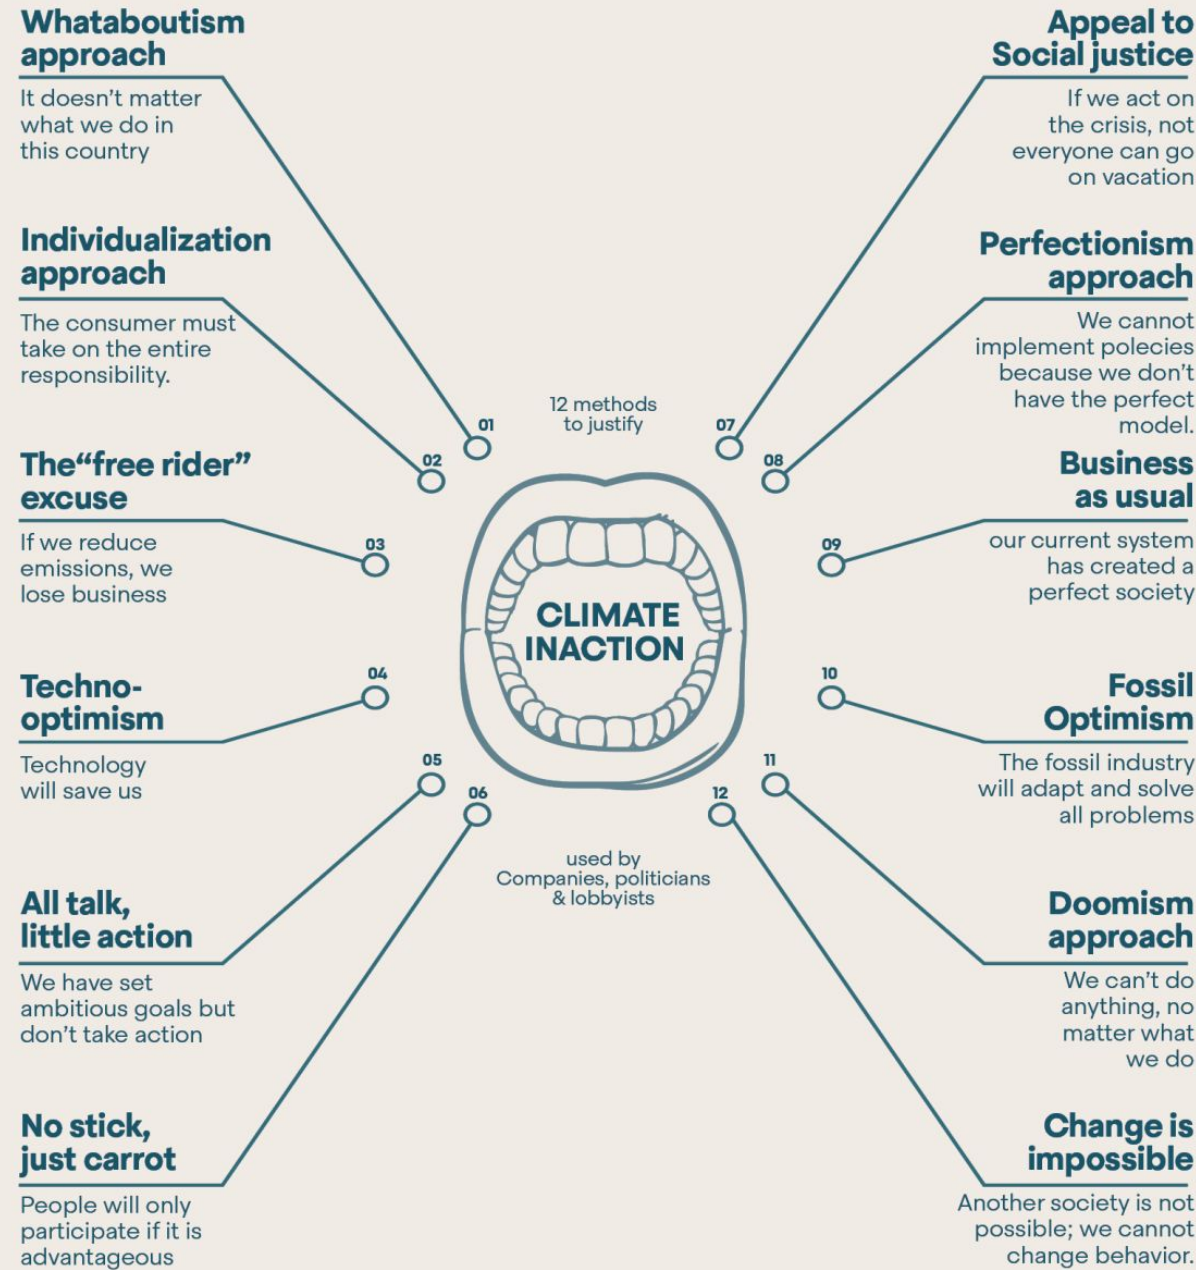 Whataboutism
approach
It doesn't matter
what we do in
this country
Individualization
approach
The consumer must
take on the entire
responsibility.
The“free rider”
excuse
If we reduce
emissions, we
lose business
Techno-
optimism
Technology
will save us
All talk,
little action
We have set
ambitious goals but
don't take action
No stick,
just carrot
People will only
participate if it is
advantageous
12 methods
to justify
01
02
03
04
05
06
CLIMATE
INACTION
07
08
09
10
11
12
used by
Companies, politicians
& lobbyists
Appeal to
Social justice
If we act on
the crisis, not
everyone can go
on vacation
Perfectionism
approach
We cannot
implement polecies
because we don't
have the perfect
model.
Business
as usual
our current system
has created a
perfect society
Fossil
Optimism
The fossil industry
will adapt and solve
all problems
Doomism
approach
We can't do
anything, no
matter what
we do
Change is
impossible
Another society is not
possible; we cannot
change behavior.